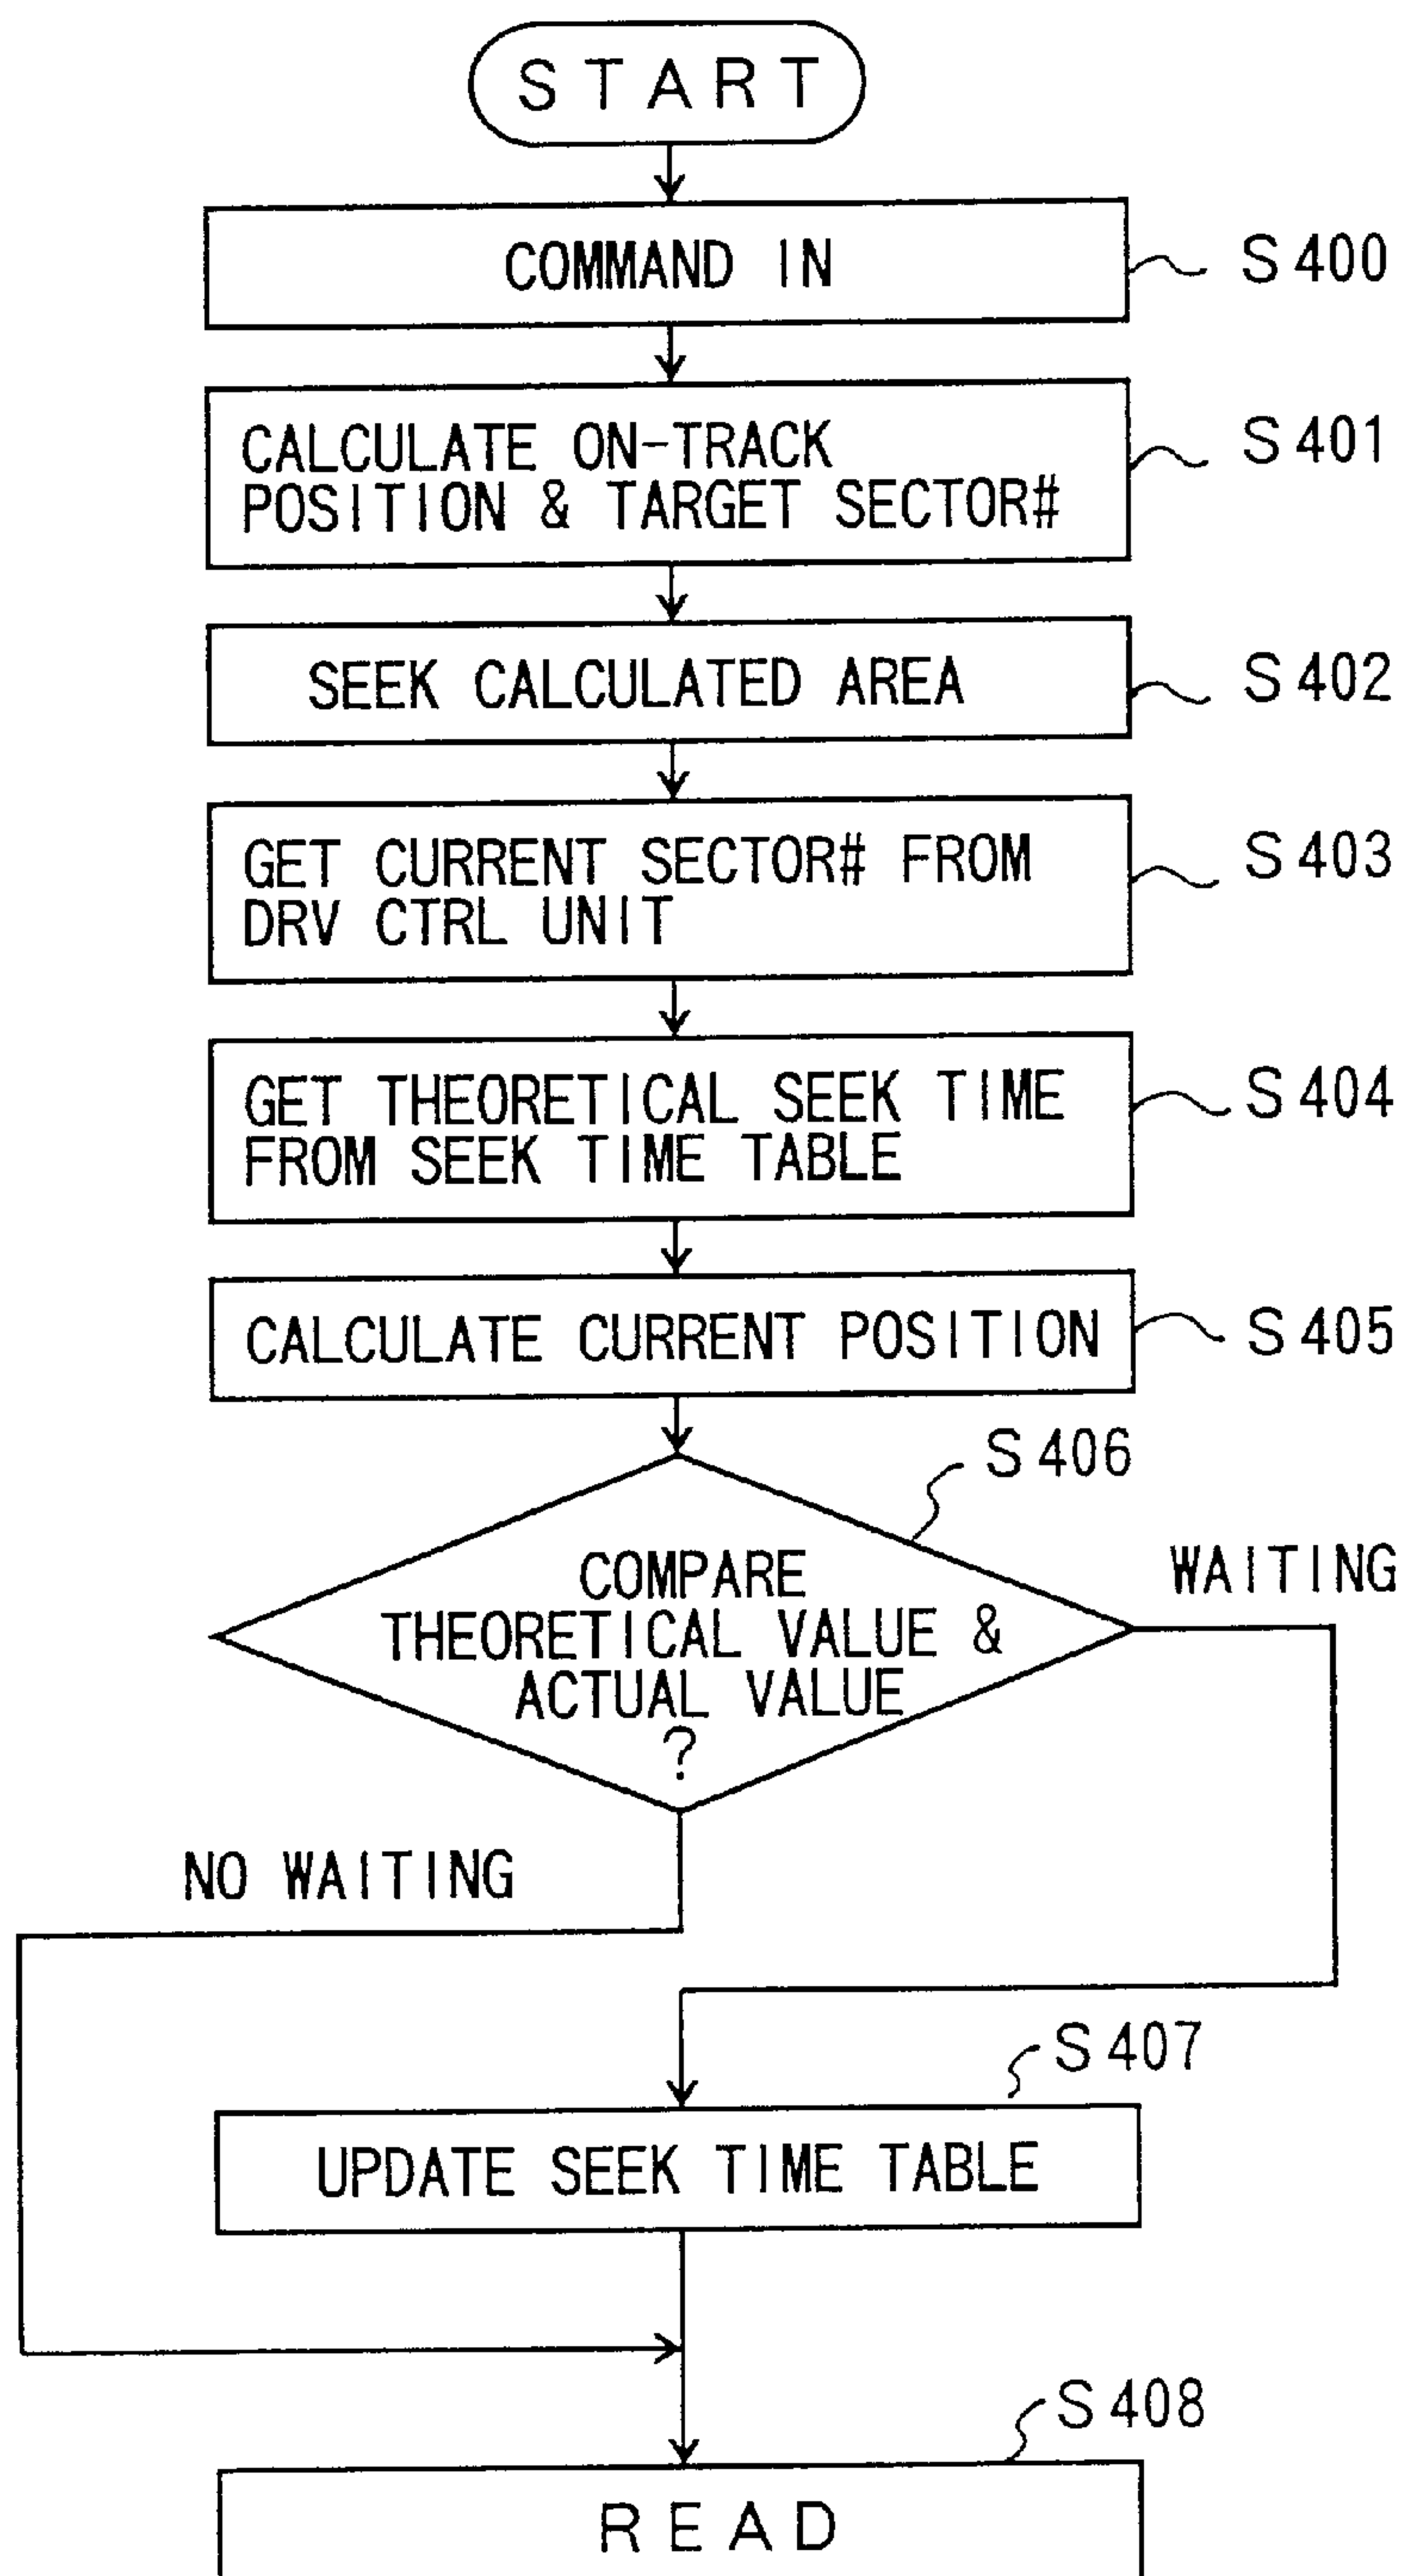 START
COMMAND IN
S400
CALCULATE ON-TRACK
POSITION & TARGET SECTOR#
S401
SEEK CALCULATED AREA
S402
GET CURRENT SECTOR# FROM
DRV CTRL UNIT
S403
GET THEORETICAL SEEK TIME
FROM SEEK TIME TABLE
S404
CALCULATE CURRENT POSITION
S405
S406
COMPARE
THEORETICAL VALUE &
ACTUAL VALUE
?
WAITING
NO WAITING
S407
UPDATE SEEK TIME TABLE
S408
READ